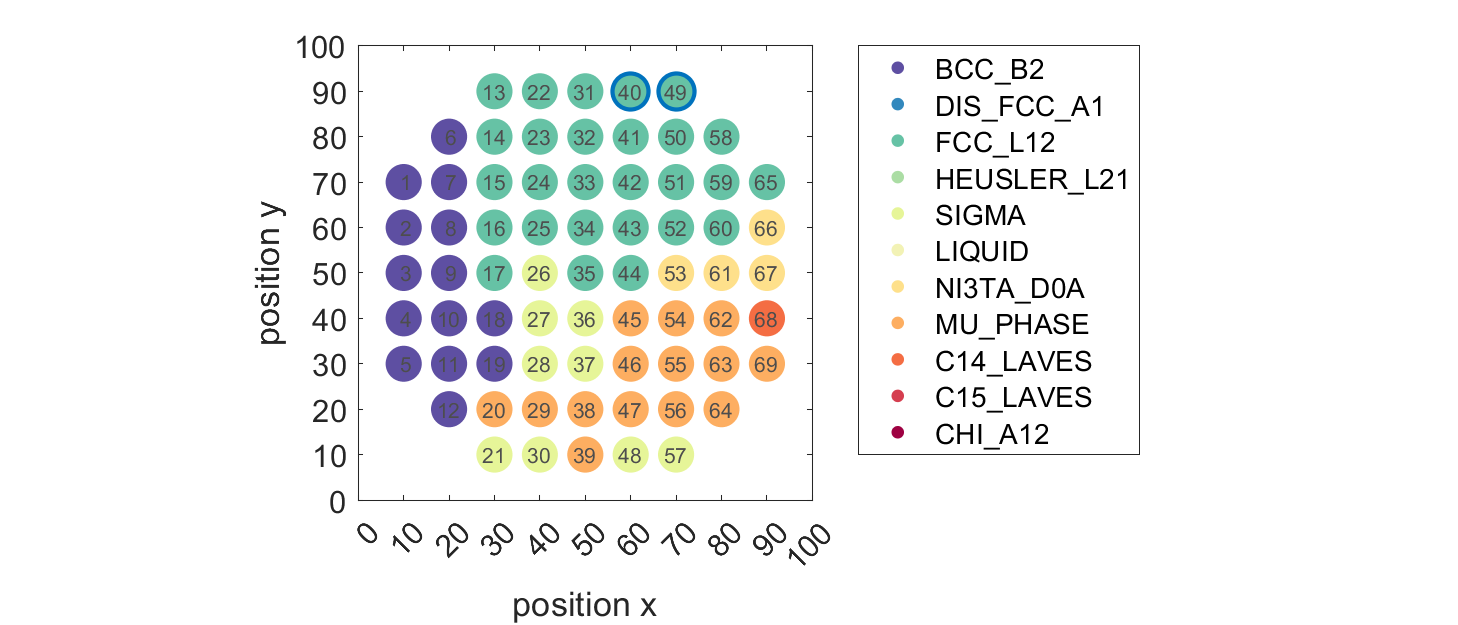 100
90 13 22 31 40 49
80 6 14 23 32 41 50 58
70 1 7 15 24 33 42 51 59 65
60 2 8 16 25 34 43 52 60 66
50 3 9 17 26 35 44 53 61 67
40 4 10 18 27 36 45 54 62 68
30 5 11 19 28 37 46 55 63 69
20 12 20 29 38 47 56 64
10 21 30 39 48 57
0
position y
0 10 20 30 40 50 60 70 80 90 100
position x
BCC_B2
DIS_FCC_A1
FCC_L12
HEUSLER_L21
SIGMA
LIQUID
NI3TA_D0A
MU_PHASE
C14_LAVES
C15_LAVES
CHI_A12